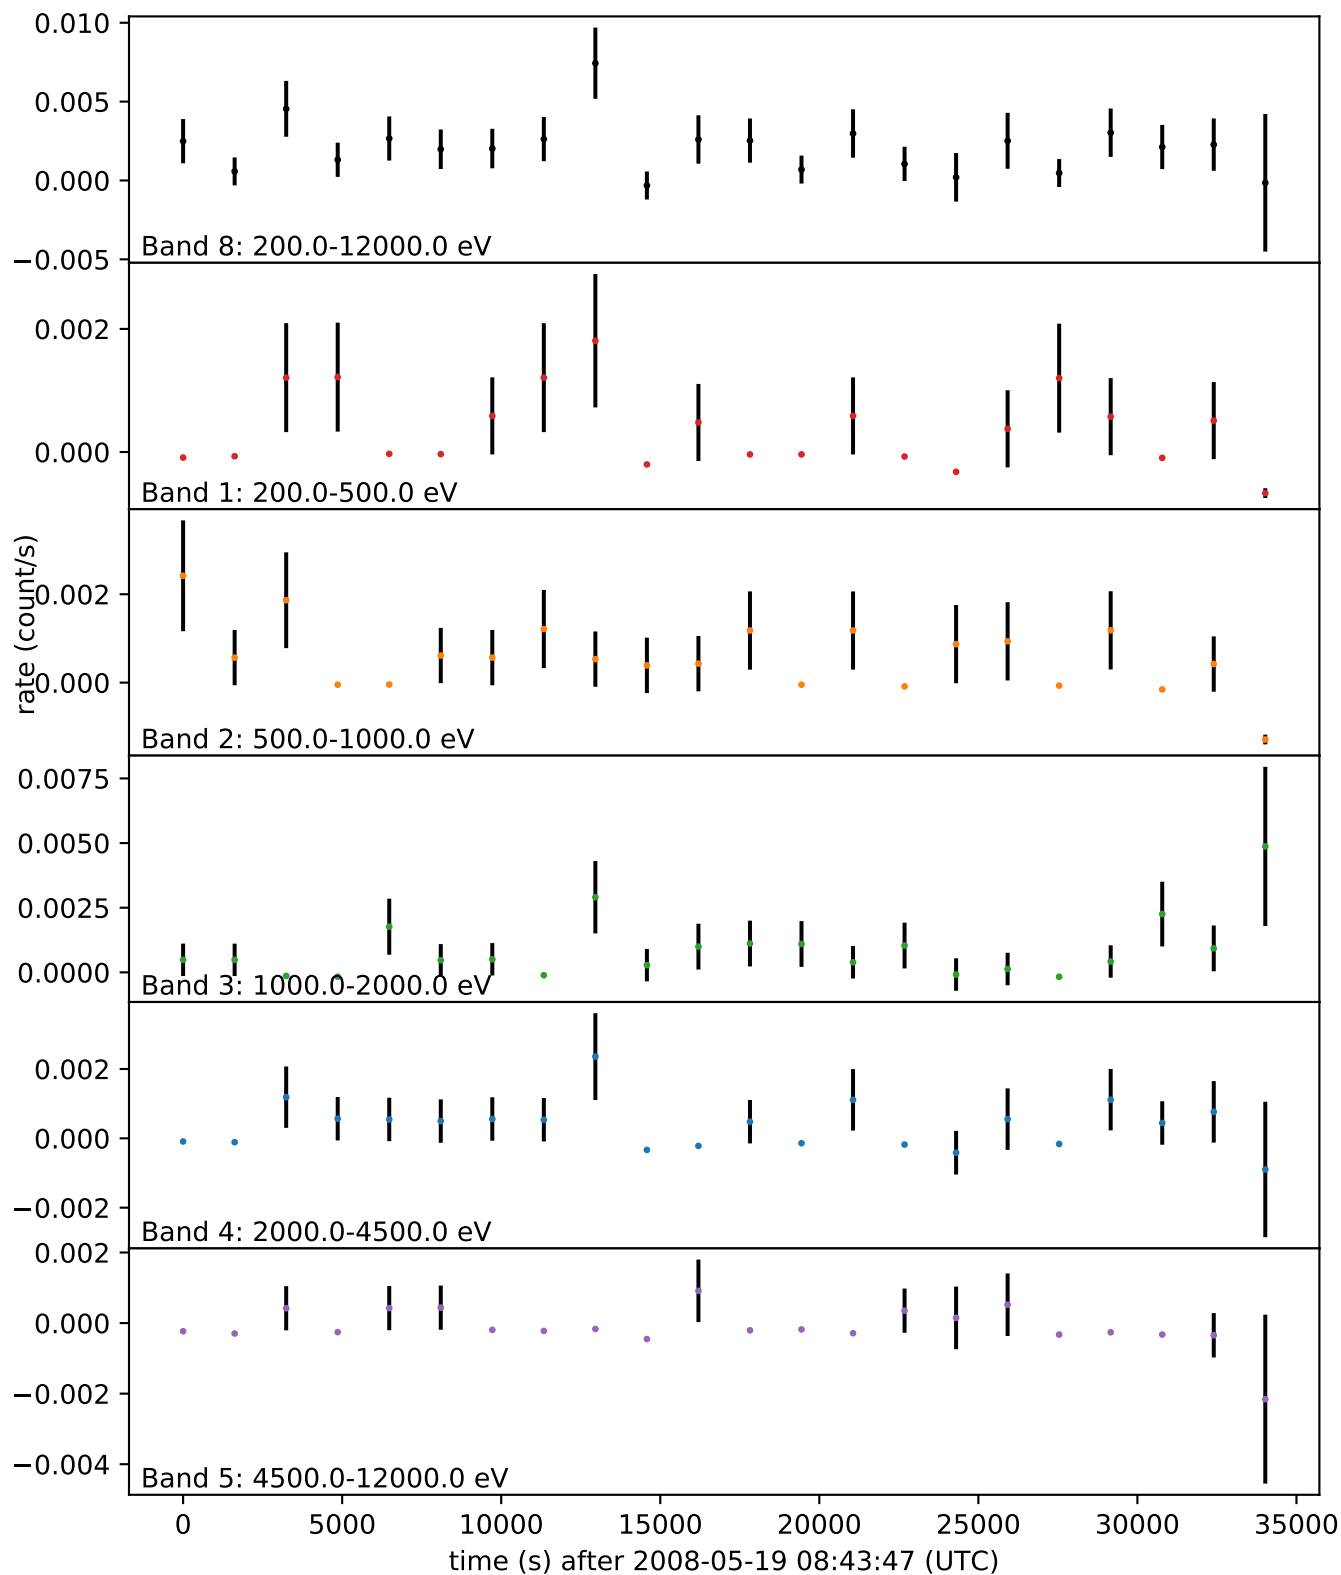 0.010
0.005
0.000
−0.005
Band 8: 200.0-12000.0 eV
0.002
0.000
Band 1: 200.0-500.0 eV
0.002
0.000
Band 2: 500.0-1000.0 eV
rate (count/s)
0.0075
0.0050
0.0025
0.0000
Band 3: 1000.0-2000.0 eV
0.002
0.000
−0.002
Band 4: 2000.0-4500.0 eV
0.002
0.000
−0.002
−0.004
Band 5: 4500.0-12000.0 eV
0 5000 10000 15000 20000 25000 30000 35000
time (s) after 2008-05-19 08:43:47 (UTC)